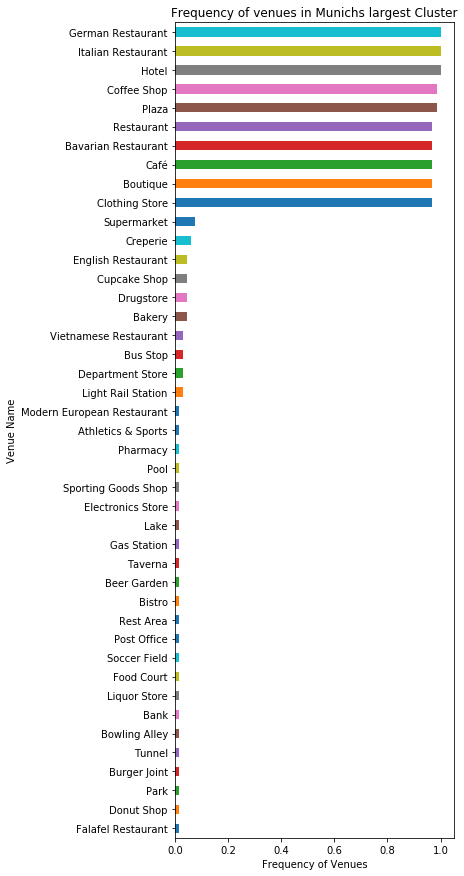 Frequency of venues in Munichs largest Cluster
German Restaurant
Italian Restaurant
Hotel
Coffee Shop
Plaza
Restaurant
Bavarian Restaurant
Café
Boutique
Clothing Store
Supermarket
Creperie
English Restaurant
Cupcake Shop
Drugstore
Bakery
Vietnamese Restaurant
Bus Stop
Department Store
Light Rail Station
Modern European Restaurant
Athletics & Sports
Pharmacy
Pool
Sporting Goods Shop
Electronics Store
Lake
Gas Station
Taverna
Beer Garden
Bistro
Rest Area
Post Office
Soccer Field
Food Court
Liquor Store
Bank
Bowling Alley
Tunnel
Burger Joint
Park
Donut Shop
Falafel Restaurant
Venue Name
0.0 0.2 0.4 0.6 0.8 1.0
Frequency of Venues